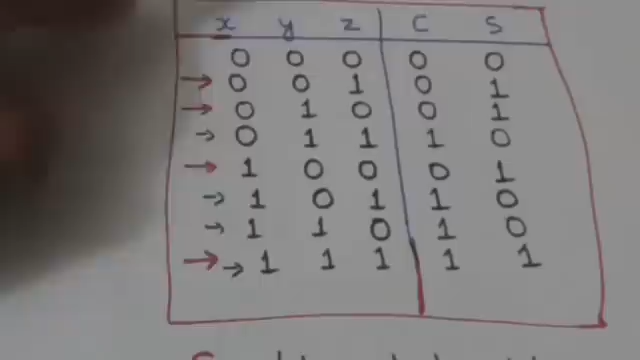 x y z C S
0 0 0 0 0
→ 0 0 1 0 1
→ 0 1 0 0 1
→ 0 1 1 1 0
→ 1 0 0 0 1
→ 1 0 1 1 0
→ 1 1 0 1 0
→ → 1 1 1 1 1